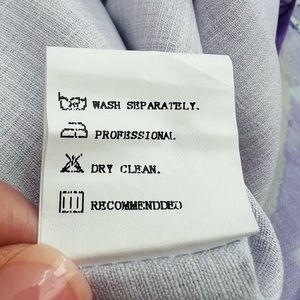 WASH SEPARATELY.
PROFESSIONAL
DRY CLEAN.
RECOMMENDDED